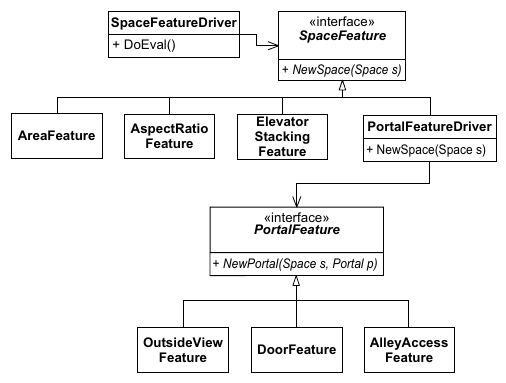 SpaceFeatureDriver
+ DoEval()
«interface»
SpaceFeature
+ NewSpace(Space s)
AreaFeature
AspectRatio
Feature
Elevator
Stacking
Feature
PortalFeatureDriver
+ NewSpace(Space s)
«interface»
PortalFeature
+ NewPortal(Space s, Portal p)
OutsideView
Feature
DoorFeature
AlleyAccess
Feature